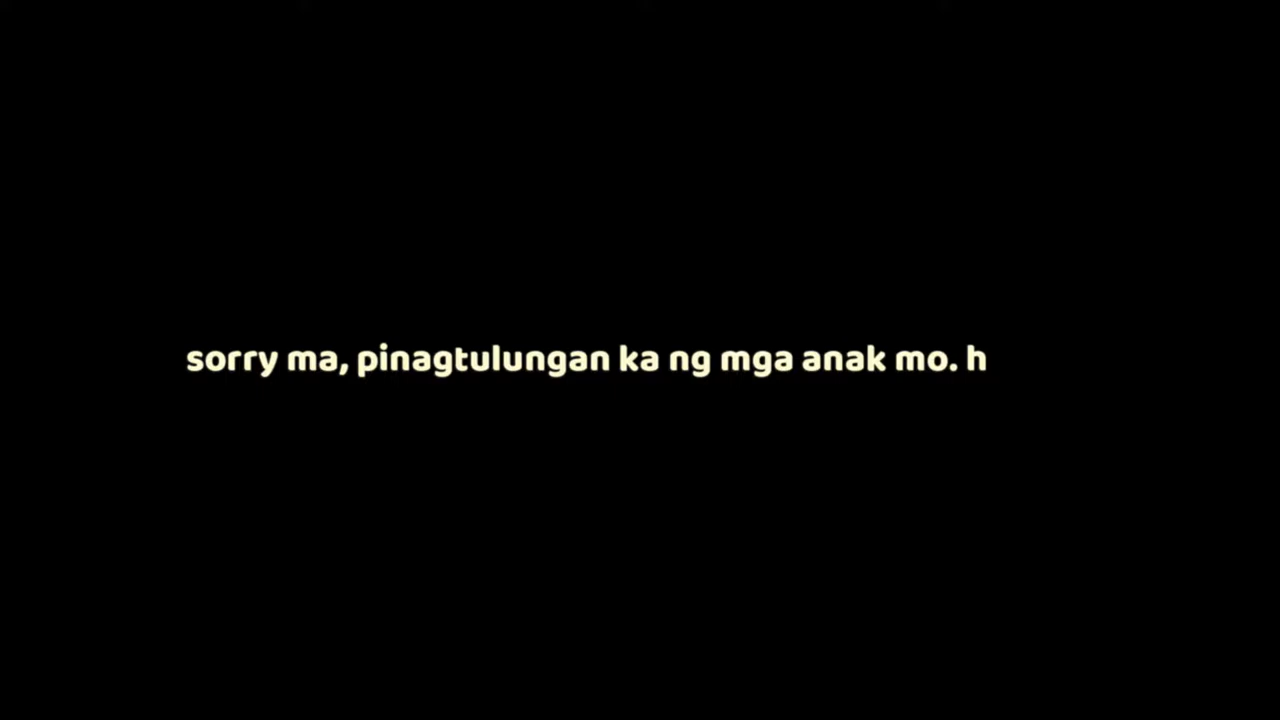 sorry ma, pinagtulungan ka ng mga anak mo. h